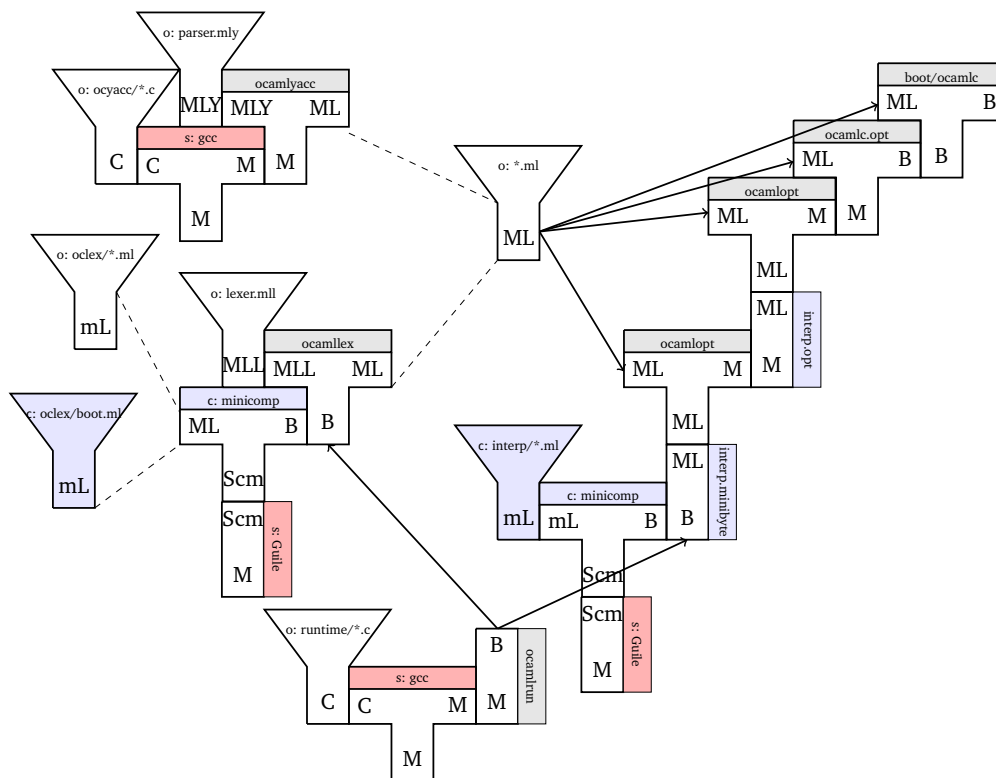 o: parser.mly
o: ocyacc/*.c
ocamlyacc
MLY
MLY
ML
s: gcc
C
C
M
M
M
boot/ocamlc
ML
B
ocamlc.opt
ML
B
B
ocamlopt
ML
M
M
ML
o: *.ml
ML
o: oclex/*.ml
mL
o: lexer.mll
ocamllex
MLL
MLL
ML
c: minicomp
ML
B
B
Scm
Scm
M
s: Guile
c: oclex/boot.ml
mL
ML
M
interp.opt
ocamlopt
ML
M
ML
ML
B
interp.minibyte
c: interp/*.ml
mL
c: minicomp
mL
B
Scm
Scm
M
s: Guile
o: runtime/*.c
C
s: gcc
C
M
M
B
M
ocamlrun